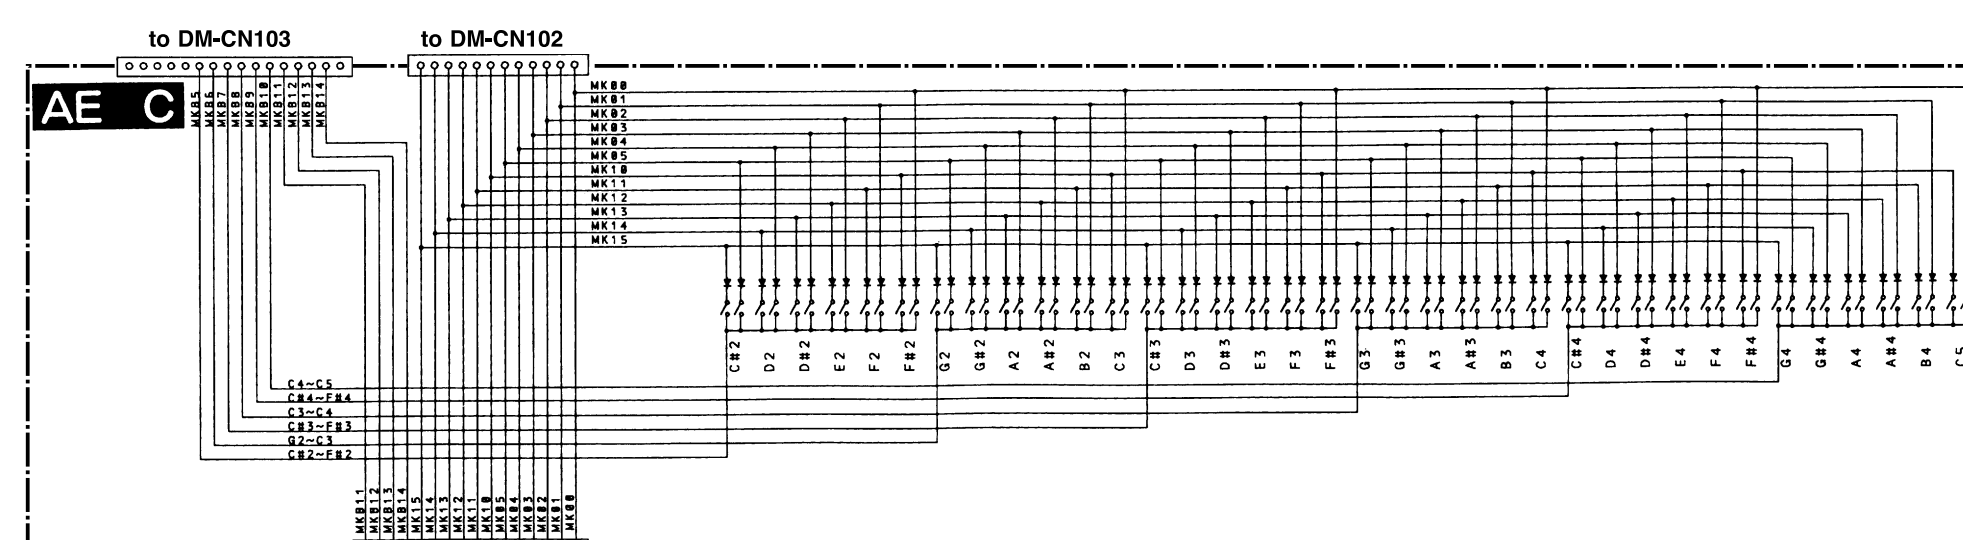 to DM-CN103
to DM-CN102
AE C
MKB5
MKB6
MKB7
MKB8
MKB9
MKB10
MKB11
MKB12
MKB13
MKB14
MK00
MK01
MK02
MK03
MK04
MK05
MK10
MK11
MK12
MK13
MK14
MK15
C#2
D2
D#2
E2
F2
F#2
G2
G#2
A2
A#2
B2
C3
C#3
D3
D#3
E3
F3
F#3
G3
G#3
A3
A#3
B3
C4
C#4
D4
D#4
E4
F4
F#4
G4
G#4
A4
A#4
B4
C5
C4~C5
C#4~F#4
C3~C4
C#3~F#3
G2~C3
C#2~F#2
MKB11
MKB12
MKB13
MKB14
MK15
MK14
MK13
MK12
MK11
MK10
MK05
MK04
MK03
MK02
MK01
MK00